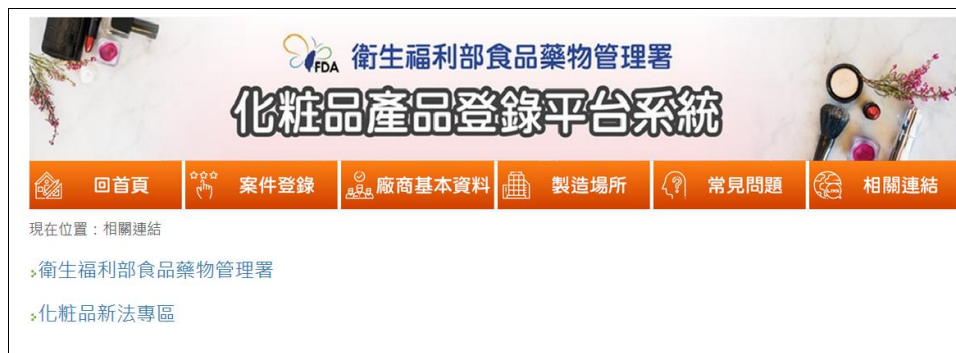 FDA 衛生福利部食品藥物管理署
化粧品產品登錄平台系統
回首頁 案件登錄 廠商基本資料 製造場所 常見問題 相關連結
現在位置：相關連結
衛生福利部食品藥物管理署
化粧品新法專區